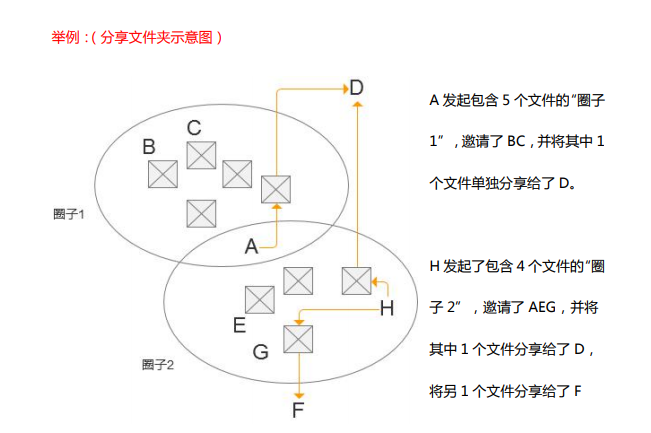 举例：（分享文件夹示意图）
D
A 发起包含 5 个文件的“圈子
1”，邀请了 BC，并将其中 1
个文件单独分享给了 D。
C
B
圈子1
A
H 发起了包含 4 个文件的“圈
子 2”，邀请了 AEG，并将
其中 1 个文件分享给了 D，
将另 1 个文件分享给了 F
H
E
G
圈子2
F